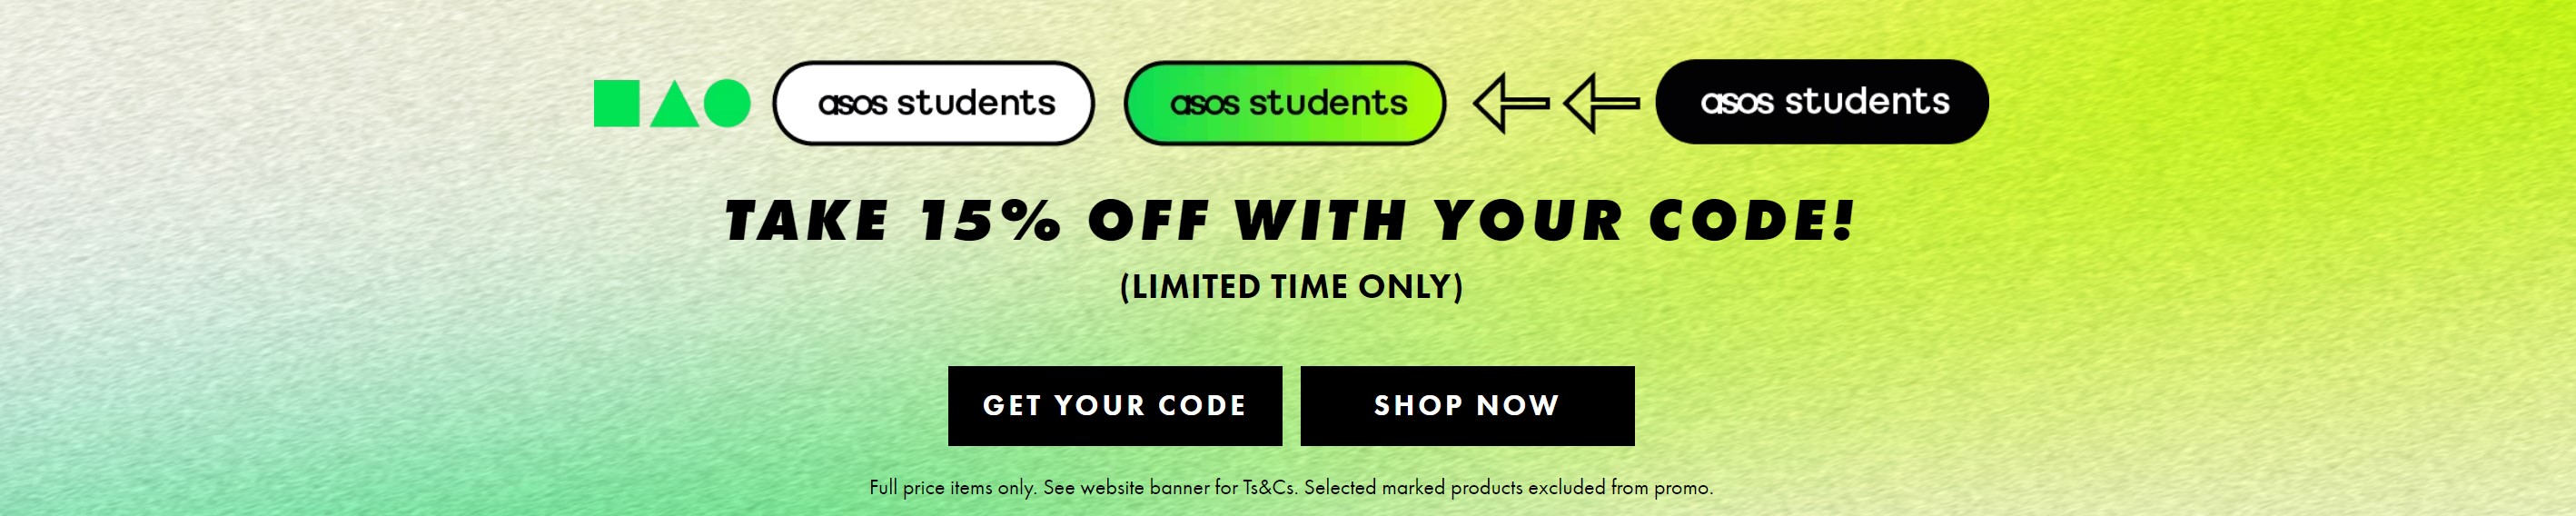 asos students asos students asos students
TAKE 15% OFF WITH YOUR CODE!
(LIMITED TIME ONLY)
GET YOUR CODE SHOP NOW
Full price items only. See website banner for Ts&Cs. Selected marked products excluded from promo.